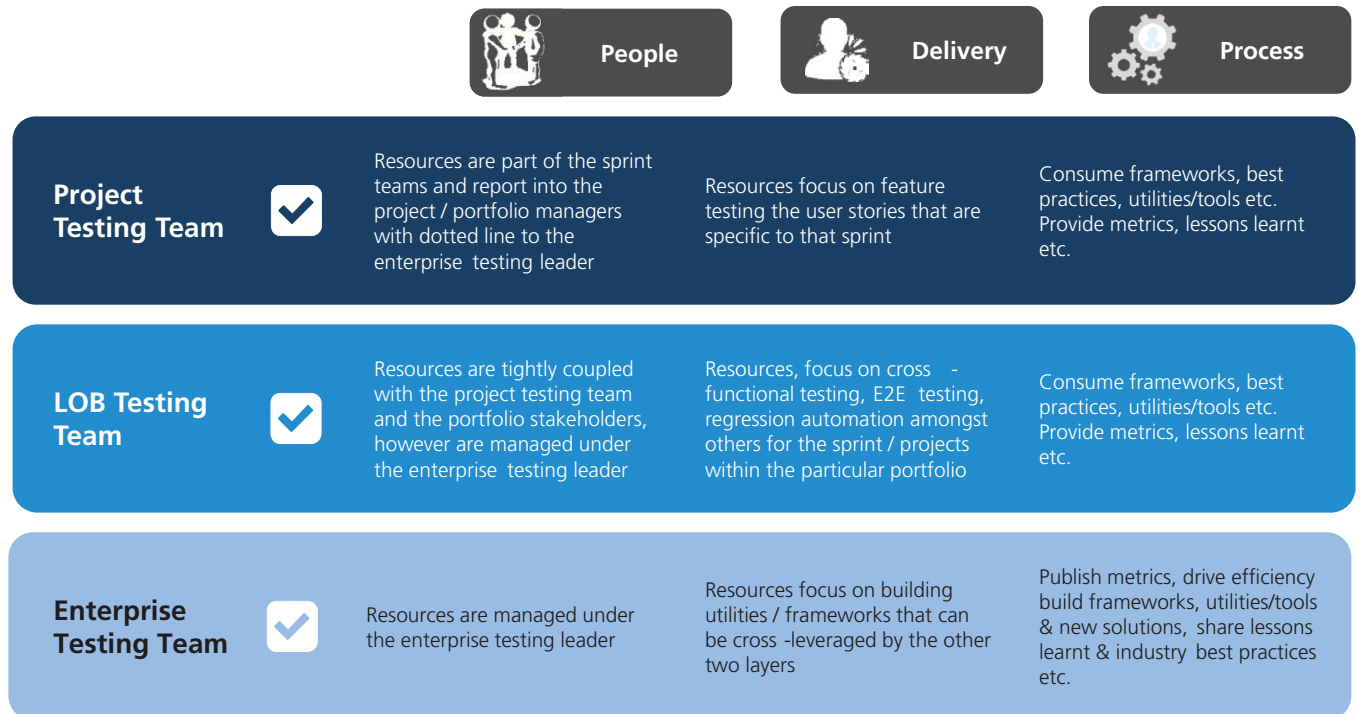 People
Delivery
Process
Project
Testing Team
Resources are part of the sprint
teams and report into the
project / portfolio managers
with dotted line to the
enterprise testing leader
Resources focus on feature
testing the user stories that are
specific to that sprint
Consume frameworks, best
practices, utilities/tools etc.
Provide metrics, lessons learnt
etc.
LOB Testing
Team
Resources are tightly coupled
with the project testing team
and the portfolio stakeholders,
however are managed under
the enterprise testing leader
Resources, focus on cross -
functional testing, E2E testing,
regression automation amongst
others for the sprint / projects
within the particular portfolio
Consume frameworks, best
practices, utilities/tools etc.
Provide metrics, lessons learnt
etc.
Enterprise
Testing Team
Resources are managed under
the enterprise testing leader
Resources focus on building
utilities / frameworks that can
be cross -leveraged by the other
two layers
Publish metrics, drive efficiency
build frameworks, utilities/tools
& new solutions, share lessons
learnt & industry best practices
etc.